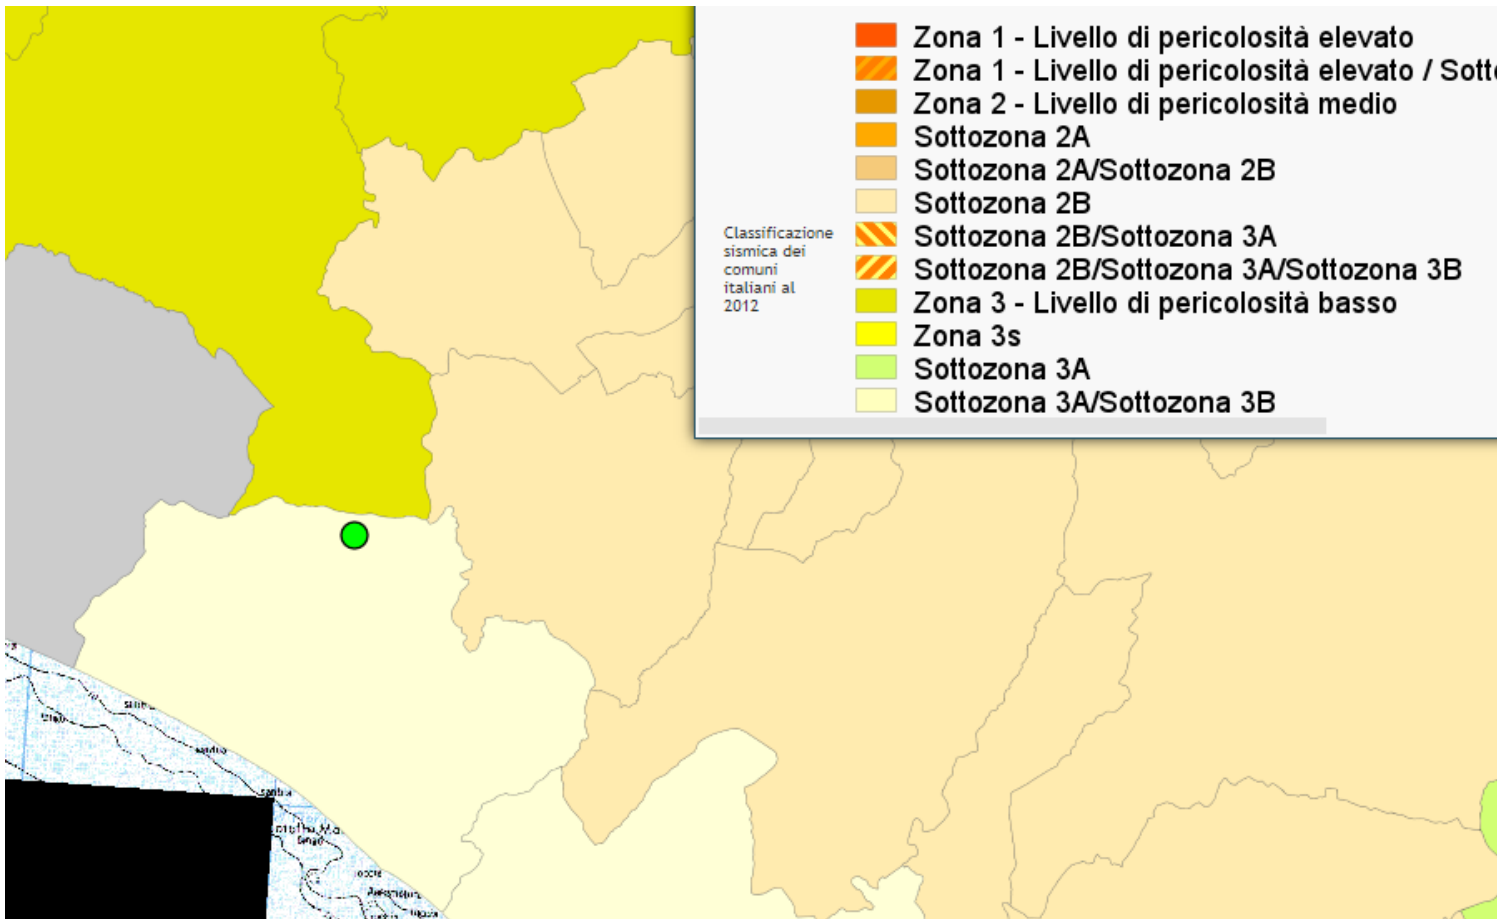 Zona 1 - Livello di pericolosità elevato
Zona 1 - Livello di pericolosità elevato / Sotto
Zona 2 - Livello di pericolosità medio
Sottozona 2A
Sottozona 2A/Sottozona 2B
Sottozona 2B
Sottozona 2B/Sottozona 3A
Sottozona 2B/Sottozona 3A/Sottozona 3B
Zona 3 - Livello di pericolosità basso
Zona 3s
Sottozona 3A
Sottozona 3A/Sottozona 3B
Classificazione
sismica dei
comuni
italiani al
2012